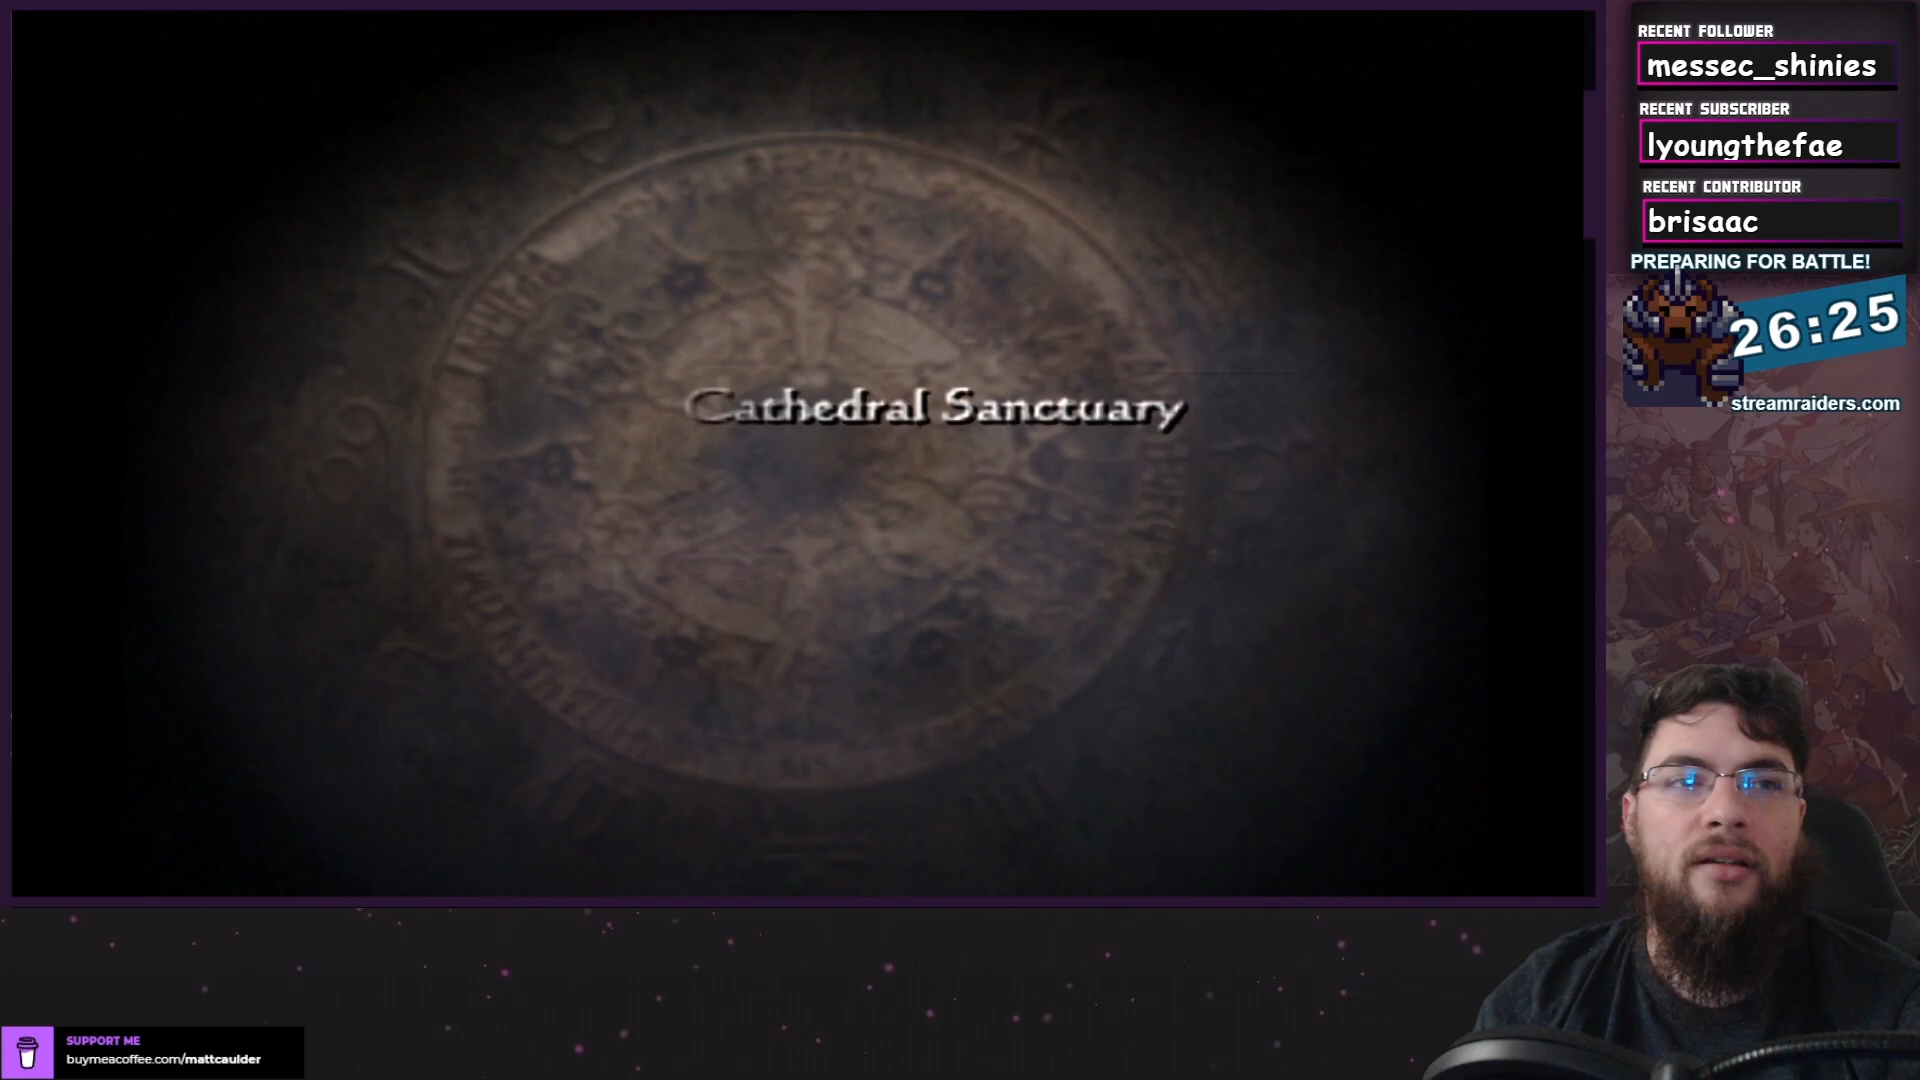 Cathedral Sanctuary
RECENT FOLLOWER
messec_shinies
RECENT SUBSCRIBER
lyoungthefae
RECENT CONTRIBUTOR
brisaac
PREPARING FOR BATTLE!
26:25
streamraiders.com
SUPPORT ME
buymeacoffee.com/mattcaulder